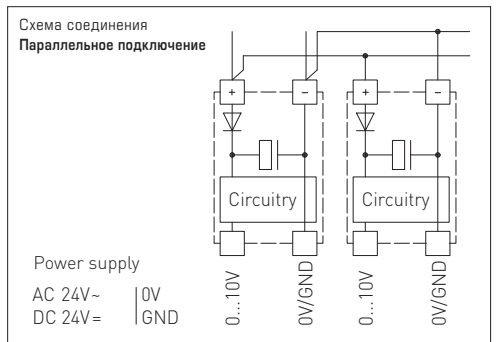 Схема соединения
Параллельное подключение
+ – + –
Circuitry Circuitry
Power supply
AC 24V~ 0V
DC 24V= GND
0...10V
0V/GND
0...10V
0V/GND